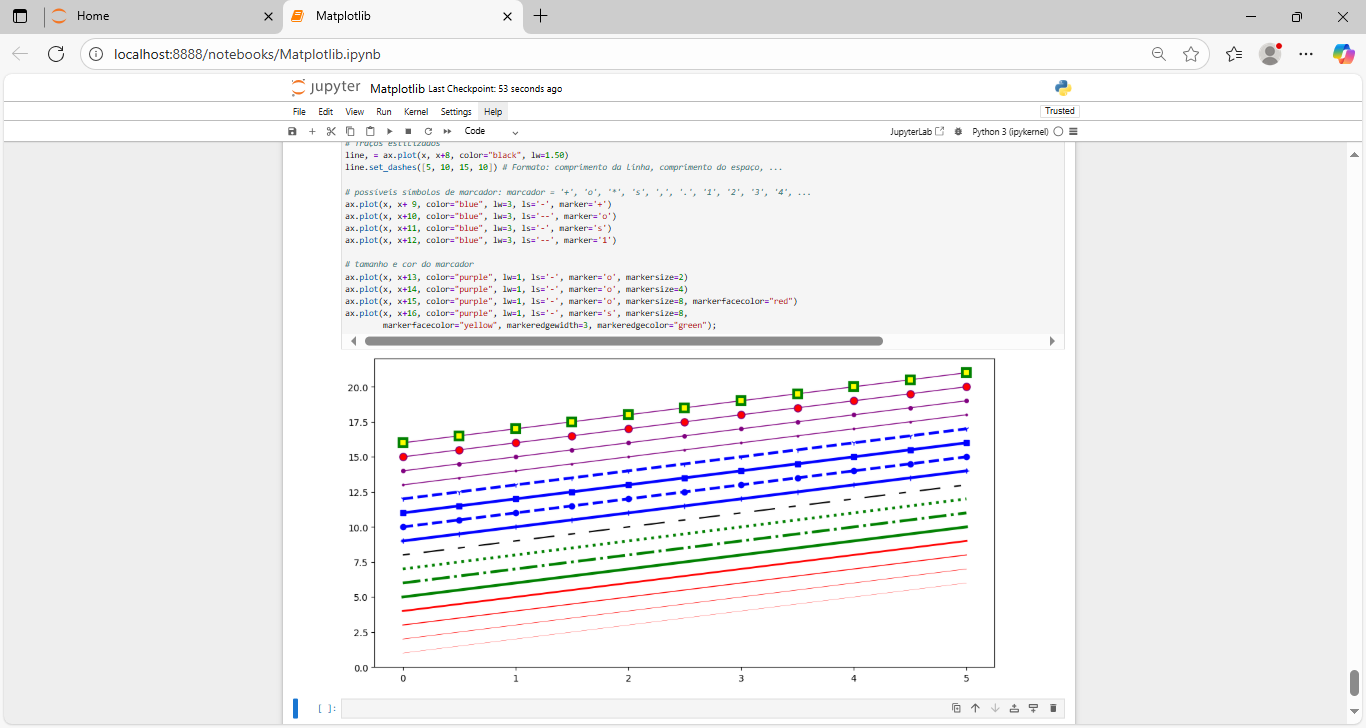 Home
Matplotlib
localhost:8888/notebooks/Matplotlib.ipynb
jupyter Matplotlib Last Checkpoint: 53 seconds ago
File Edit View Run Kernel Settings Help Trusted
Code JupyterLab Python 3 (ipykernel)
# Traços estilizados
line, = ax.plot(x, x+8, color="black", lw=1.50)
line.set_dashes([5, 10, 15, 10]) # Formato: comprimento da linha, comprimento do espaço, ...
# possíveis símbolos de marcador: marcador = '+', 'o', '*', 's', ',', '.', '1', '2', '3', '4', ...
ax.plot(x, x+ 9, color="blue", lw=3, ls='-', marker='+')
ax.plot(x, x+10, color="blue", lw=3, ls='--', marker='o')
ax.plot(x, x+11, color="blue", lw=3, ls='-', marker='s')
ax.plot(x, x+12, color="blue", lw=3, ls='--', marker='1')
# tamanho e cor do marcador
ax.plot(x, x+13, color="purple", lw=1, ls='-', marker='o', markersize=2)
ax.plot(x, x+14, color="purple", lw=1, ls='-', marker='o', markersize=4)
ax.plot(x, x+15, color="purple", lw=1, ls='-', marker='o', markersize=8, markerfacecolor="red")
ax.plot(x, x+16, color="purple", lw=1, ls='-', marker='s', markersize=8,
markerfacecolor="yellow", markeredgewidth=3, markeredgecolor="green");
20.0
17.5
15.0
12.5
10.0
7.5
5.0
2.5
0.0
0 1 2 3 4 5
[ ]: